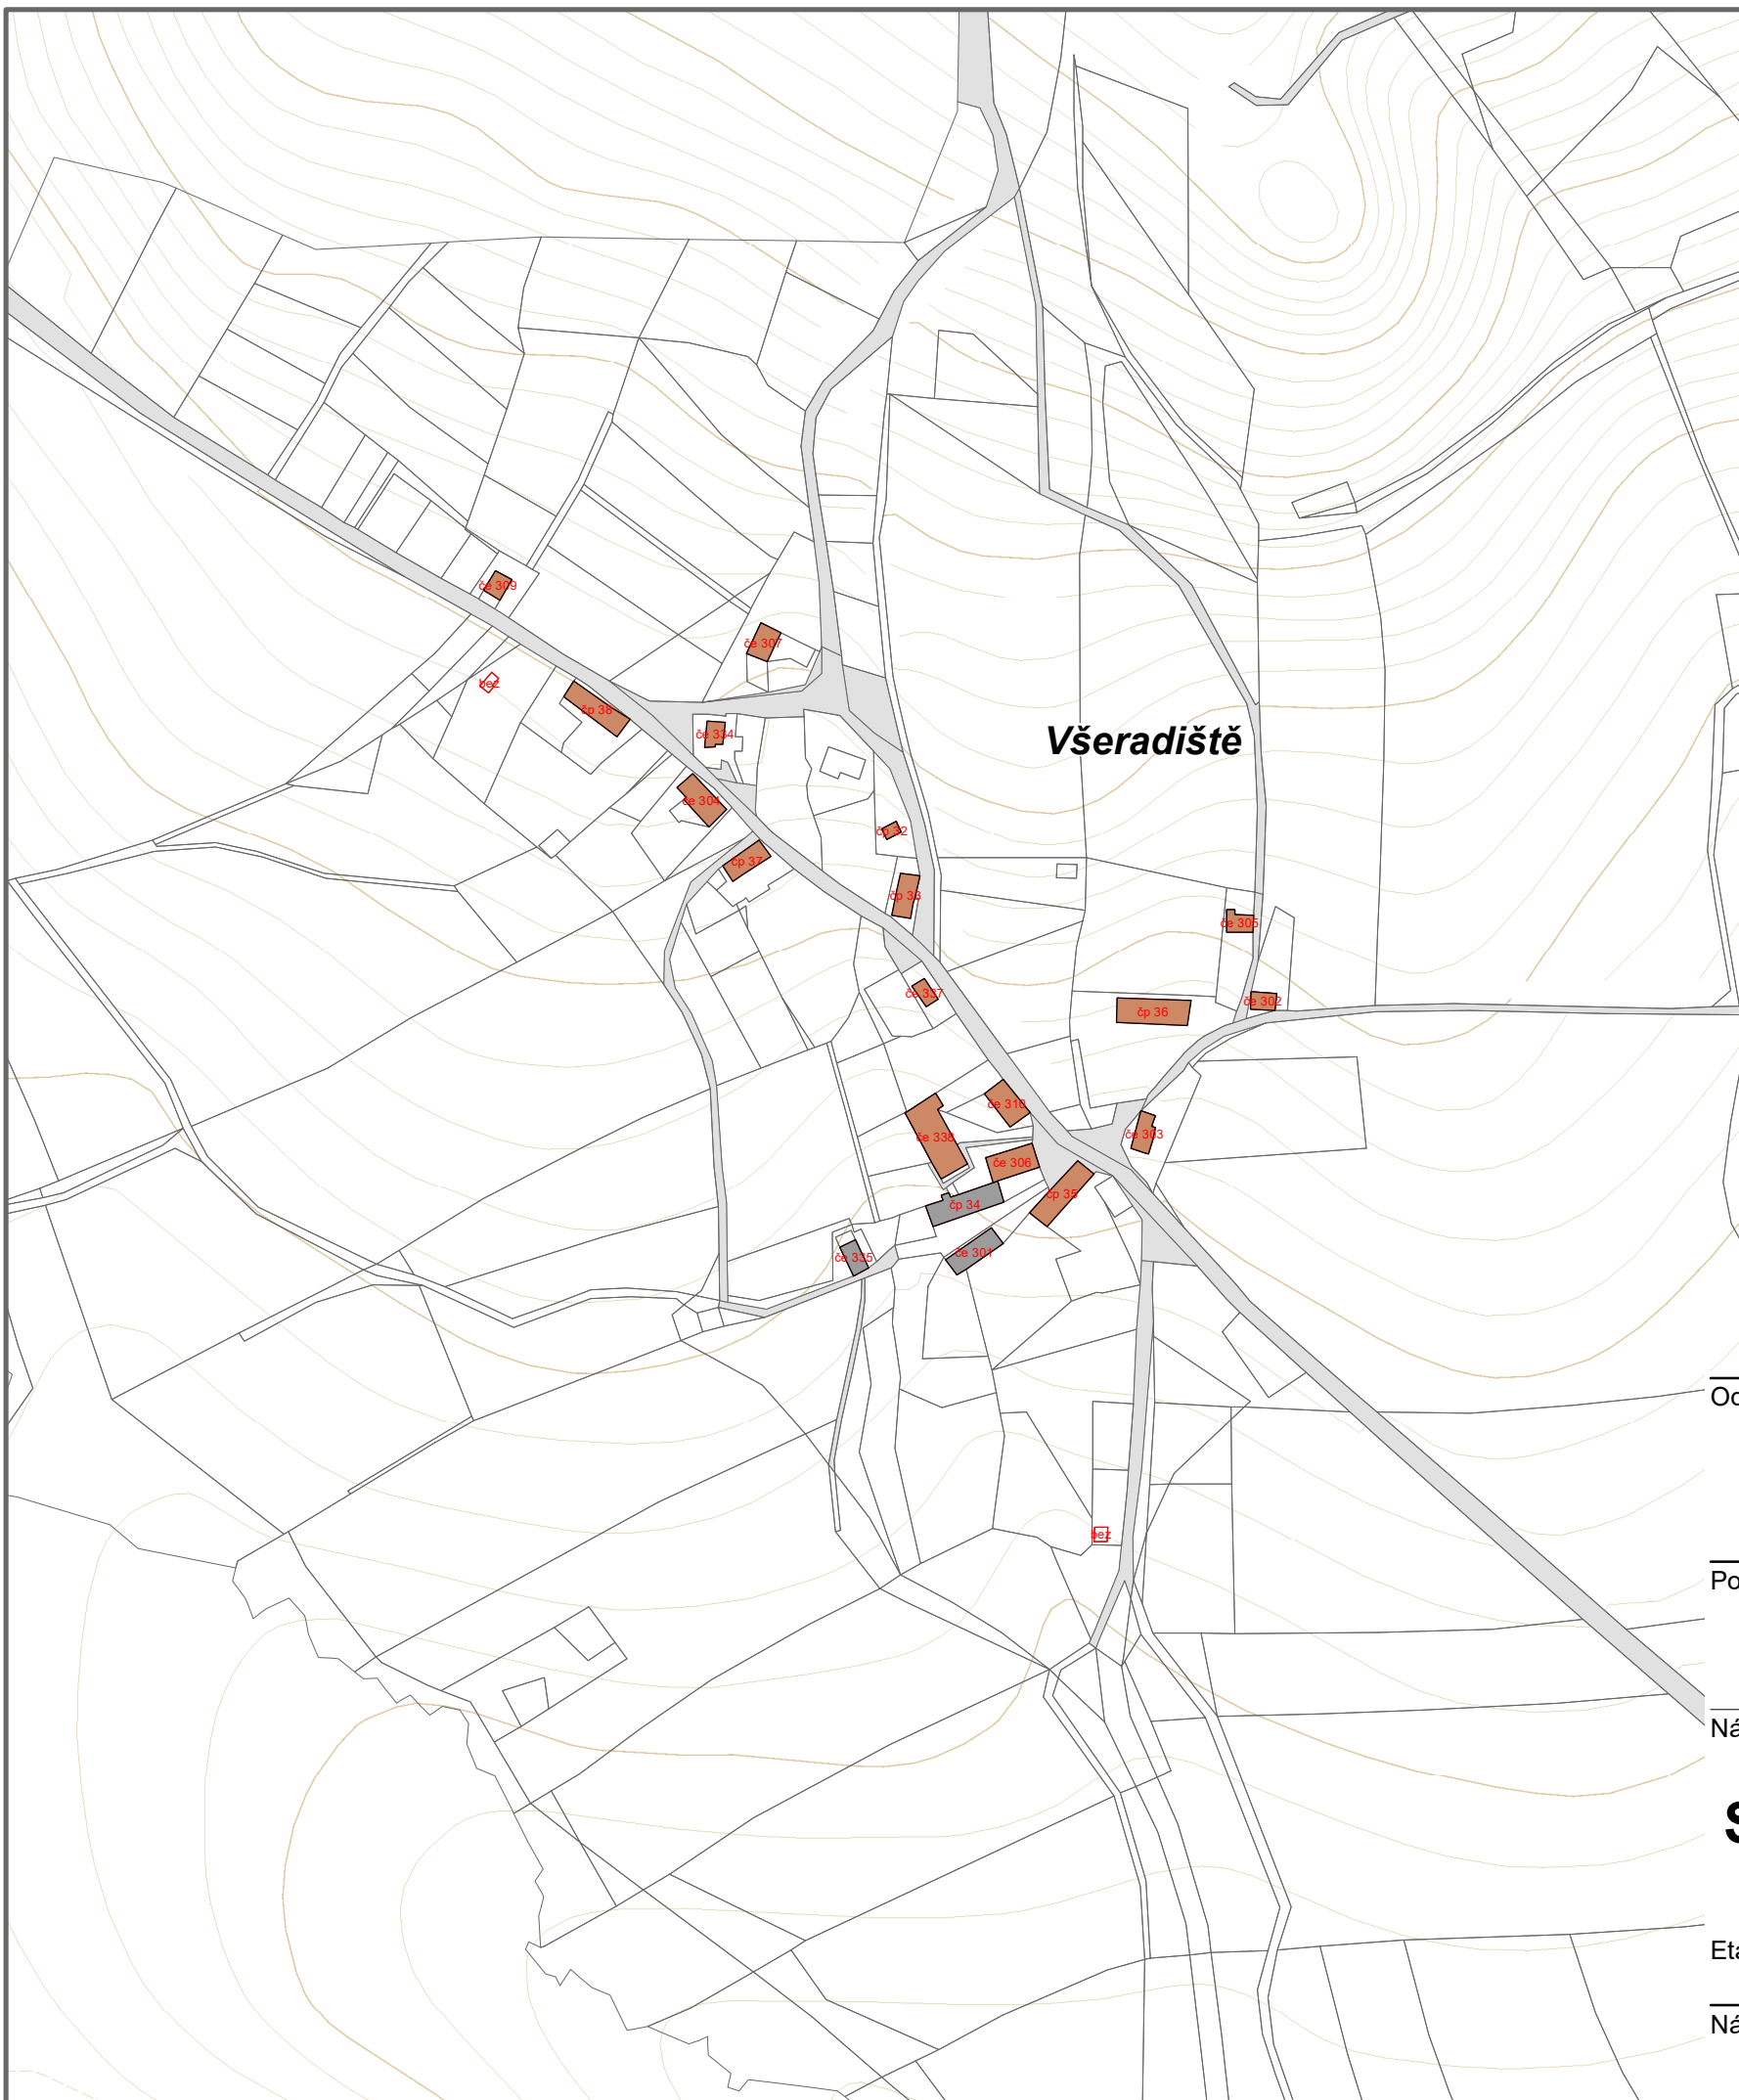 če 309
če 307
bez
čp 38
če 334
Všeradiště
če 304
čp 32
čp 37
čp 33
če 305
če 337
če 302
čp 36
če 310
če 338
če 303
če 306
čp 35
čp 34
če 301
če 335
Od
Po
bez
Ná
S
Eta
Ná